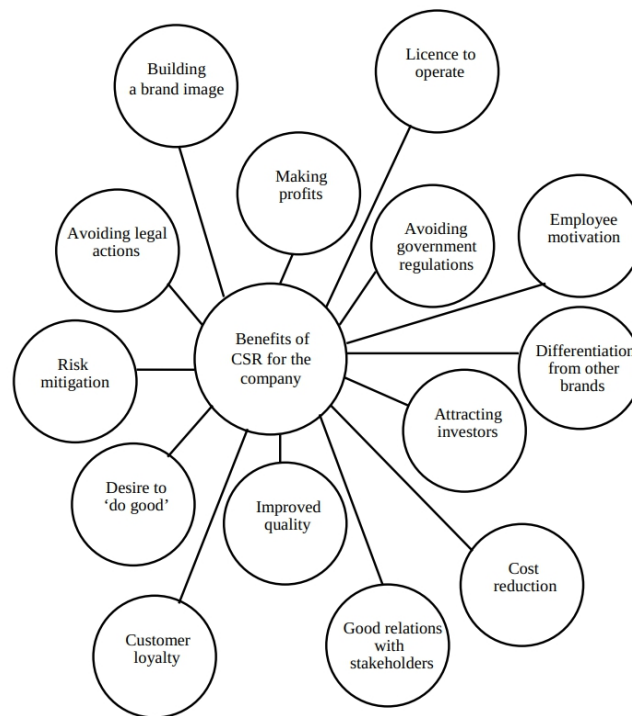 Building
a brand image
Licence to
operate
Making
profits
Avoiding legal
actions
Avoiding
government
regulations
Employee
motivation
Benefits of
CSR for the
company
Risk
mitigation
Differentiation
from other
brands
Attracting
investors
Desire to
‘do good’
Improved
quality
Cost
reduction
Customer
loyalty
Good relations
with
stakeholders